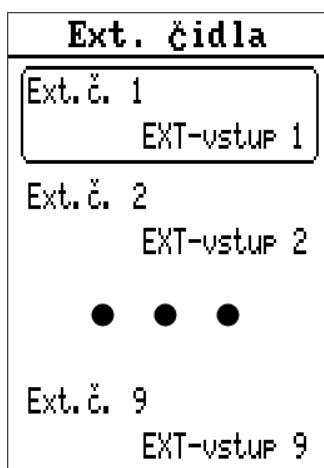 Ext. čidla
Ext.č. 1
EXT-vstup 1
Ext.č. 2
EXT-vstup 2
● ● ●
Ext.č. 9
EXT-vstup 9